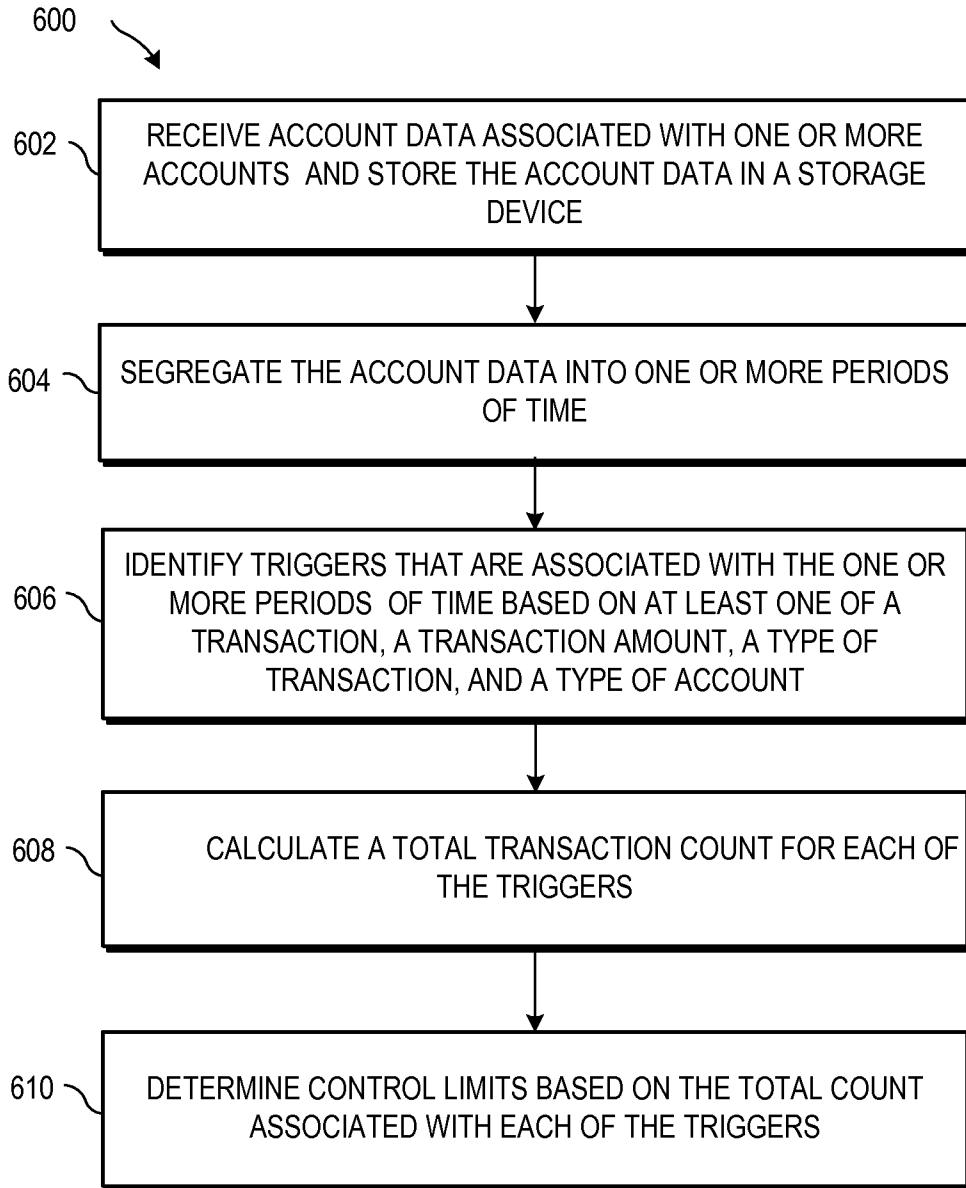 600
602
RECEIVE ACCOUNT DATA ASSOCIATED WITH ONE OR MORE
ACCOUNTS AND STORE THE ACCOUNT DATA IN A STORAGE
DEVICE
604
SEGREGATE THE ACCOUNT DATA INTO ONE OR MORE PERIODS
OF TIME
606
IDENTIFY TRIGGERS THAT ARE ASSOCIATED WITH THE ONE OR
MORE PERIODS OF TIME BASED ON AT LEAST ONE OF A
TRANSACTION, A TRANSACTION AMOUNT, A TYPE OF
TRANSACTION, AND A TYPE OF ACCOUNT
608
CALCULATE A TOTAL TRANSACTION COUNT FOR EACH OF
THE TRIGGERS
610
DETERMINE CONTROL LIMITS BASED ON THE TOTAL COUNT
ASSOCIATED WITH EACH OF THE TRIGGERS